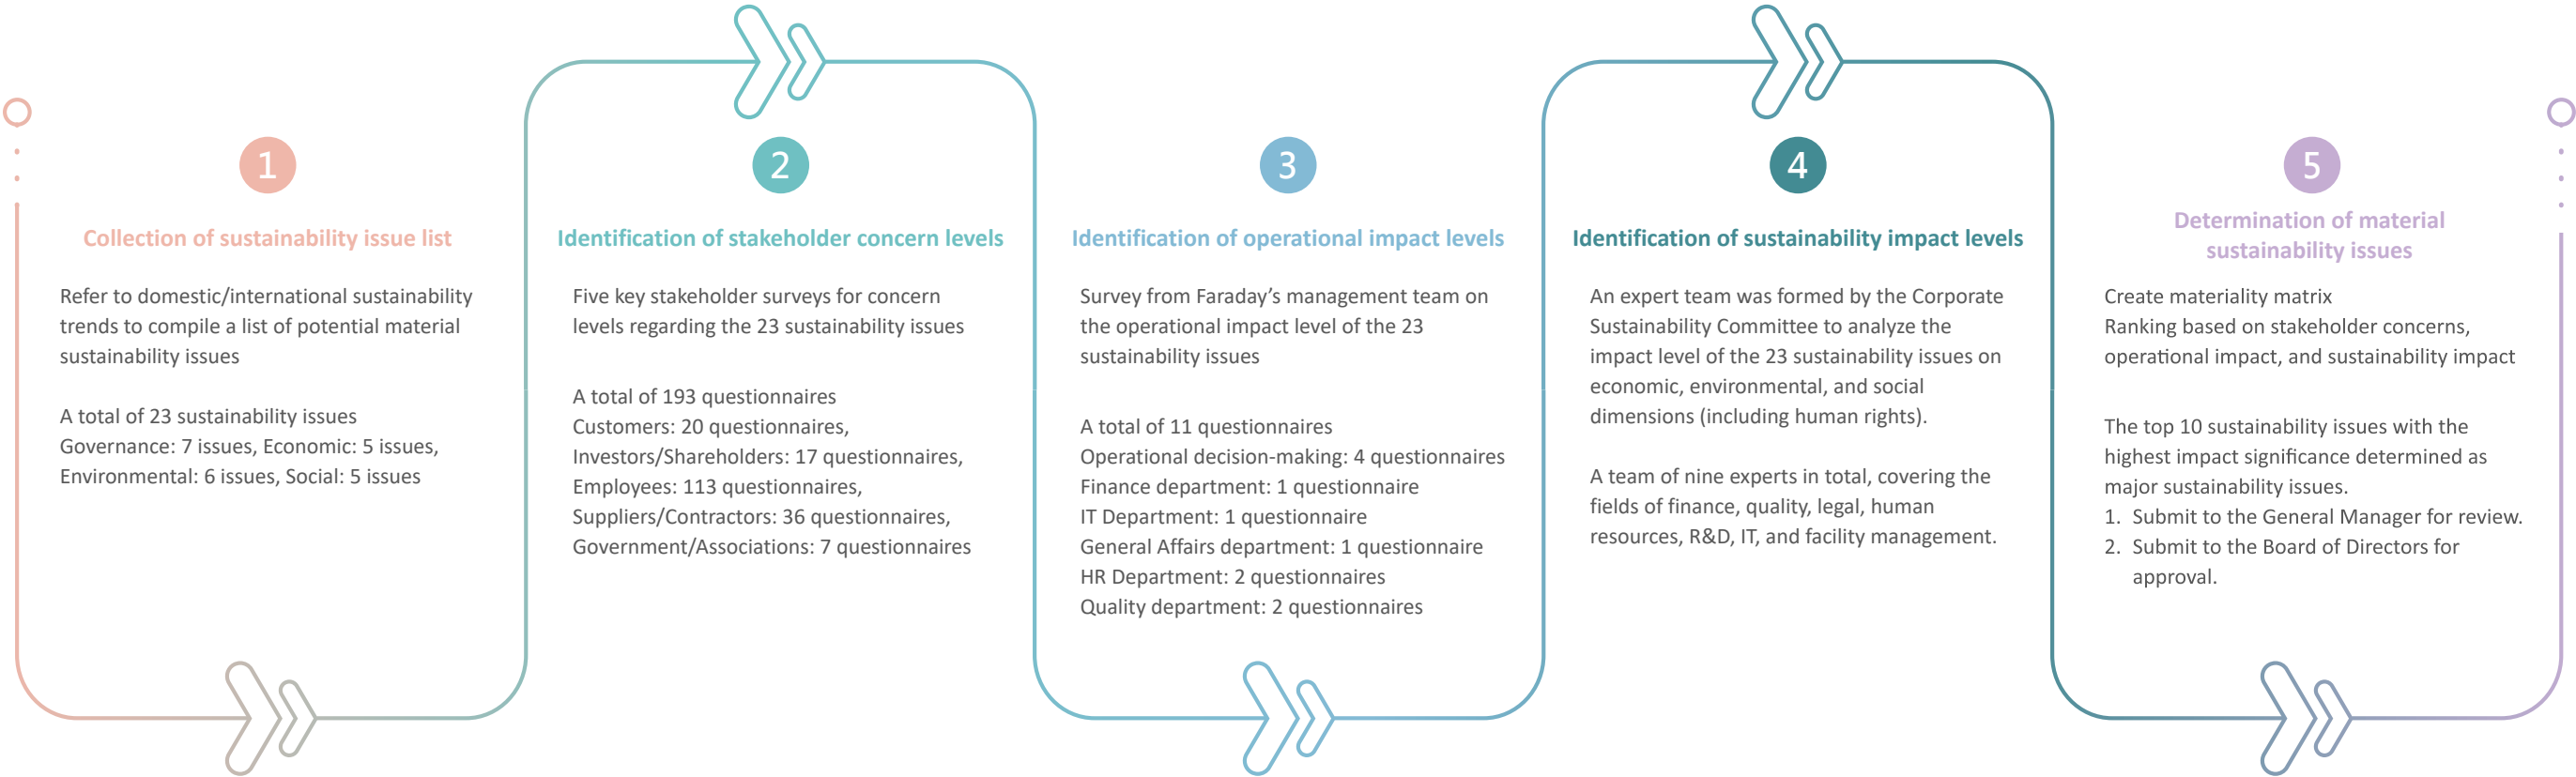 1
Collection of sustainability issue list
Refer to domestic/international sustainability
trends to compile a list of potential material
sustainability issues
A total of 23 sustainability issues
Governance: 7 issues, Economic: 5 issues,
Environmental: 6 issues, Social: 5 issues
2
Identification of stakeholder concern levels
Five key stakeholder surveys for concern
levels regarding the 23 sustainability issues
A total of 193 questionnaires
Customers: 20 questionnaires,
Investors/Shareholders: 17 questionnaires,
Employees: 113 questionnaires,
Suppliers/Contractors: 36 questionnaires,
Government/Associations: 7 questionnaires
3
Identification of operational impact levels
Survey from Faraday’s management team on
the operational impact level of the 23
sustainability issues
A total of 11 questionnaires
Operational decision-making: 4 questionnaires
Finance department: 1 questionnaire
IT Department: 1 questionnaire
General Affairs department: 1 questionnaire
HR Department: 2 questionnaires
Quality department: 2 questionnaires
4
Identification of sustainability impact levels
An expert team was formed by the Corporate
Sustainability Committee to analyze the
impact level of the 23 sustainability issues on
economic, environmental, and social
dimensions (including human rights).
A team of nine experts in total, covering the
fields of finance, quality, legal, human
resources, R&D, IT, and facility management.
5
Determination of material
sustainability issues
Create materiality matrix
Ranking based on stakeholder concerns,
operational impact, and sustainability impact
The top 10 sustainability issues with the
highest impact significance determined as
major sustainability issues.
1. Submit to the General Manager for review.
2. Submit to the Board of Directors for
approval.